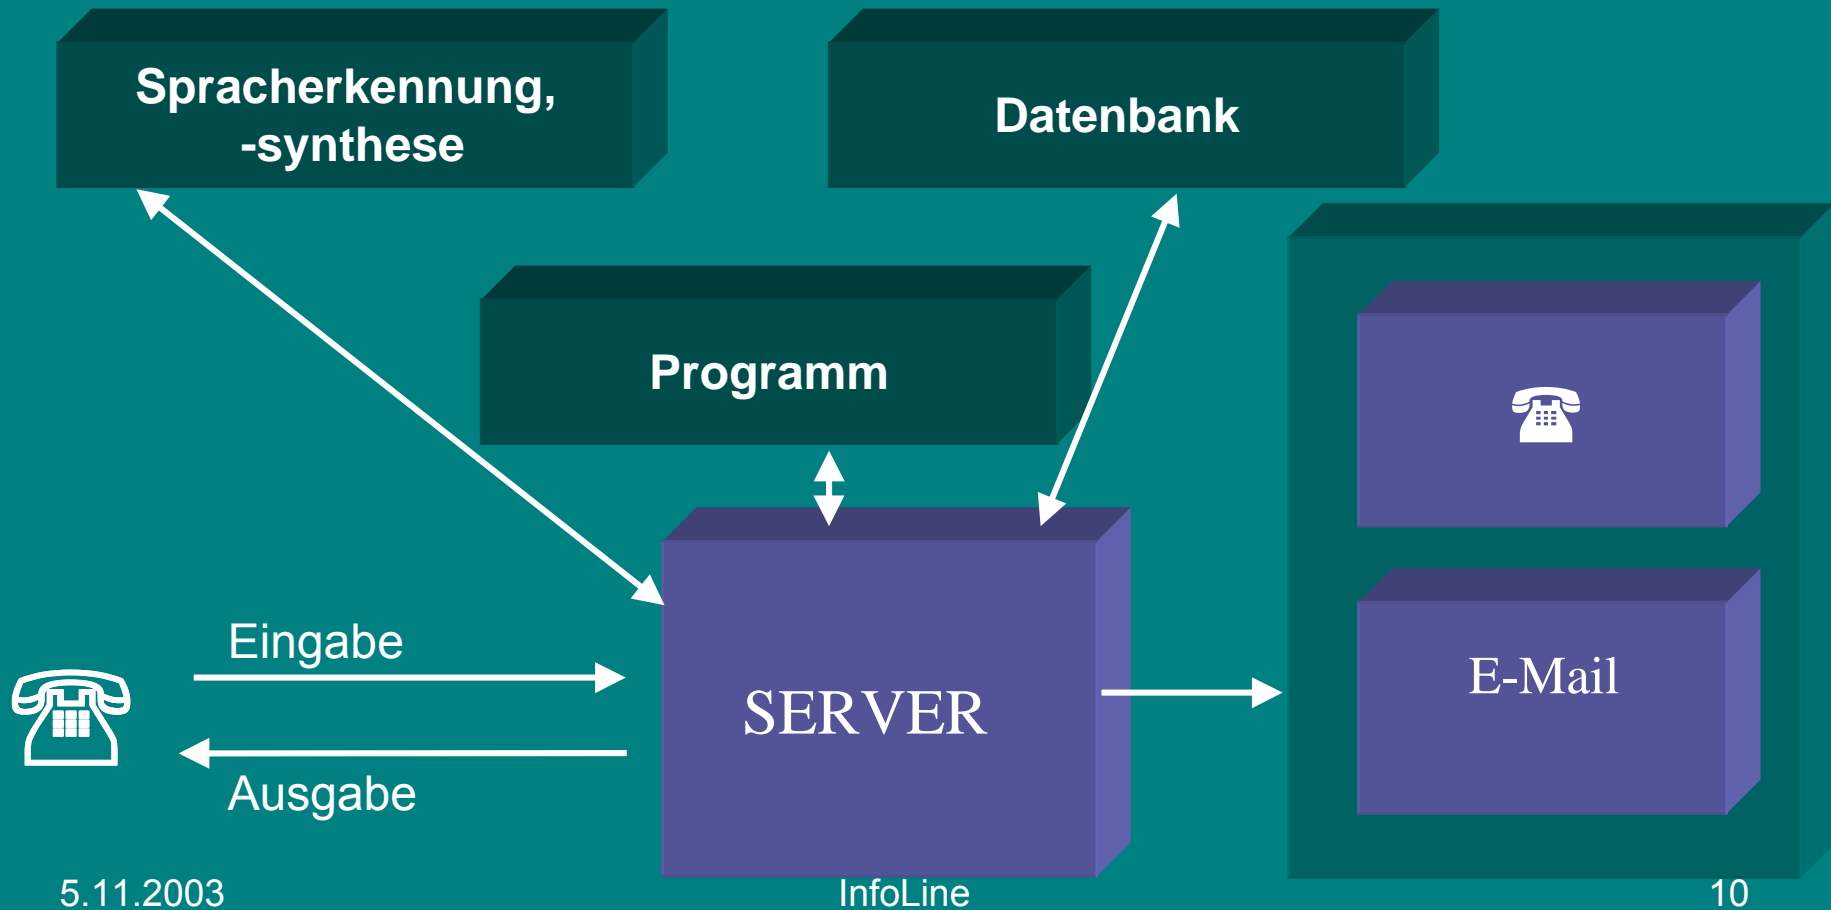 Spracherkennung,
-synthese
Datenbank
Programm
Eingabe
SERVER
E-Mail
Ausgabe
5.11.2003
InfoLine
10